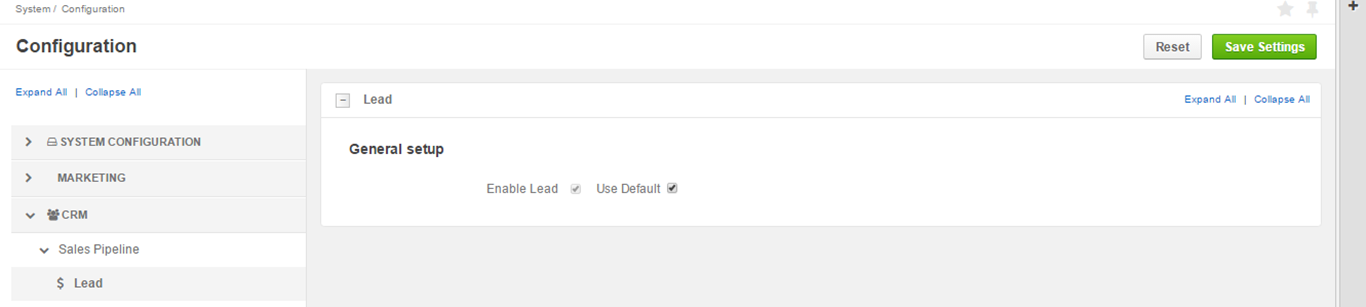 System / Configuration
Configuration
Reset
Save Settings
Expand All | Collapse All
SYSTEM CONFIGURATION
MARKETING
CRM
Sales Pipeline
$ Lead
Lead
Expand All | Collapse All
General setup
Enable Lead Use Default